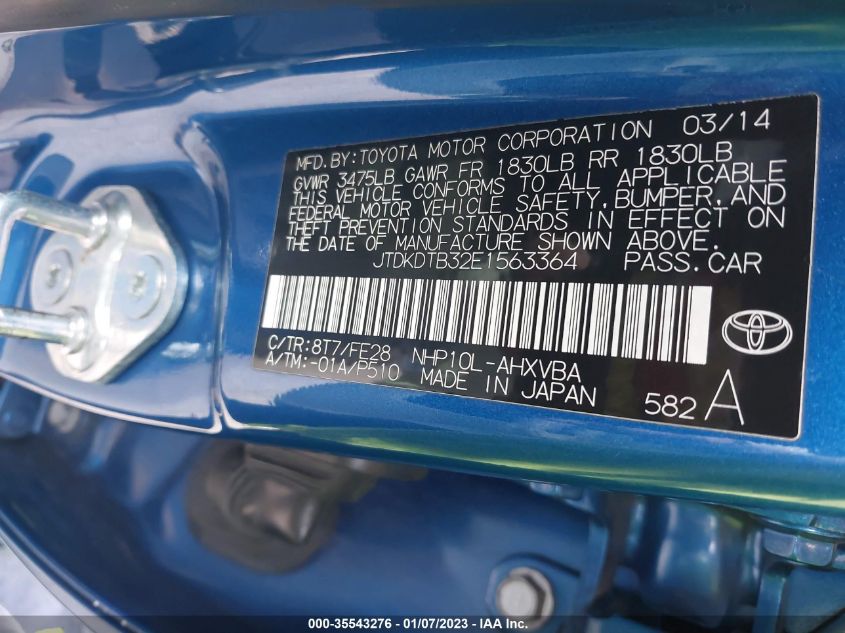 MFD. BY: TOYOTA MOTOR CORPORATION 03/14
GVWR 3475LB GAWR FR 1830LB RR 1830LB
THIS VEHICLE CONFORMS TO ALL APPLICABLE
FEDERAL MOTOR VEHICLE SAFETY, BUMPER, AND
THEFT PREVENTION STANDARDS IN EFFECT ON
THE DATE OF MANUFACTURE SHOWN ABOVE.
JTDKDTB32E1563364 PASS. CAR
C/TR: 8T7/FE28 NHP10L-AHXVBA
A/TM: -01A/P510 MADE IN JAPAN
582 A
000-35543276 - 01/07/2023 - IAAI.COM